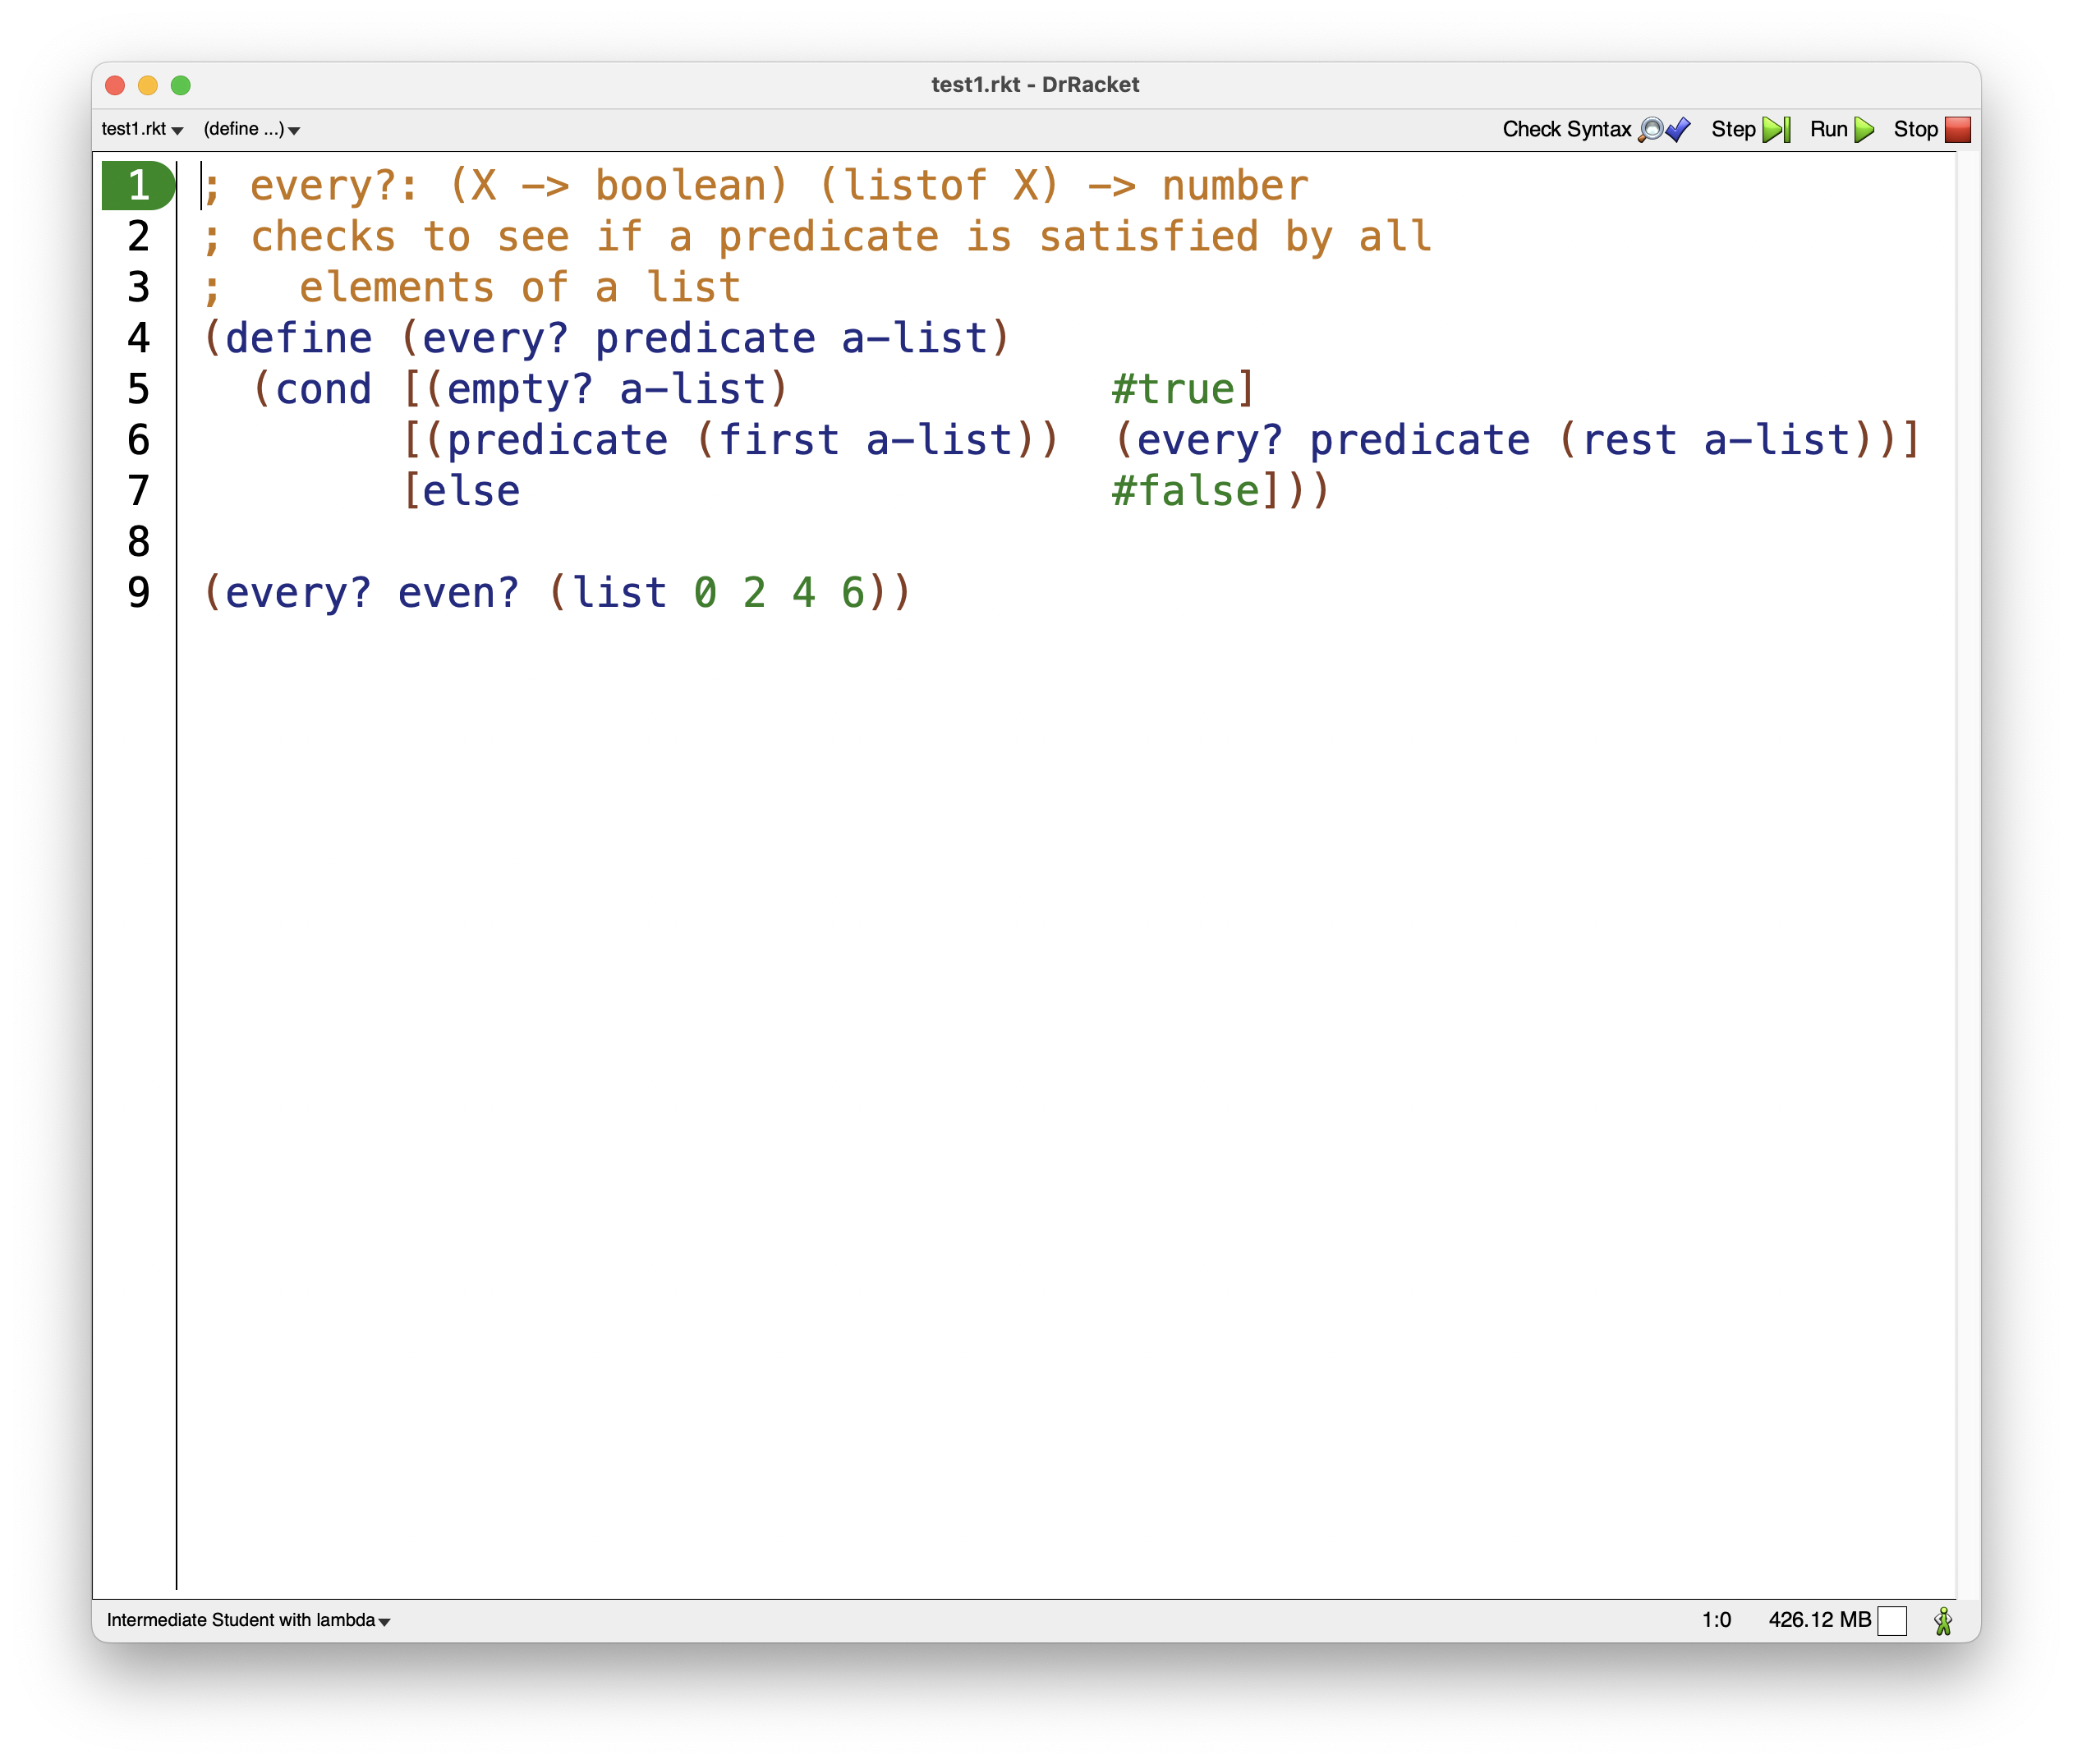 test1.rkt - DrRacket
test1.rkt (define ...) Check Syntax Step Run Stop
1 ; every?: (X -> boolean) (listof X) -> number
2 ; checks to see if a predicate is satisfied by all
3 ;   elements of a list
4 (define (every? predicate a-list)
5   (cond [(empty? a-list)             #true]
6         [(predicate (first a-list))  (every? predicate (rest a-list))]
7         [else                        #false]))
8
9 (every? even? (list 0 2 4 6))
Intermediate Student with lambda 1:0 426.12 MB